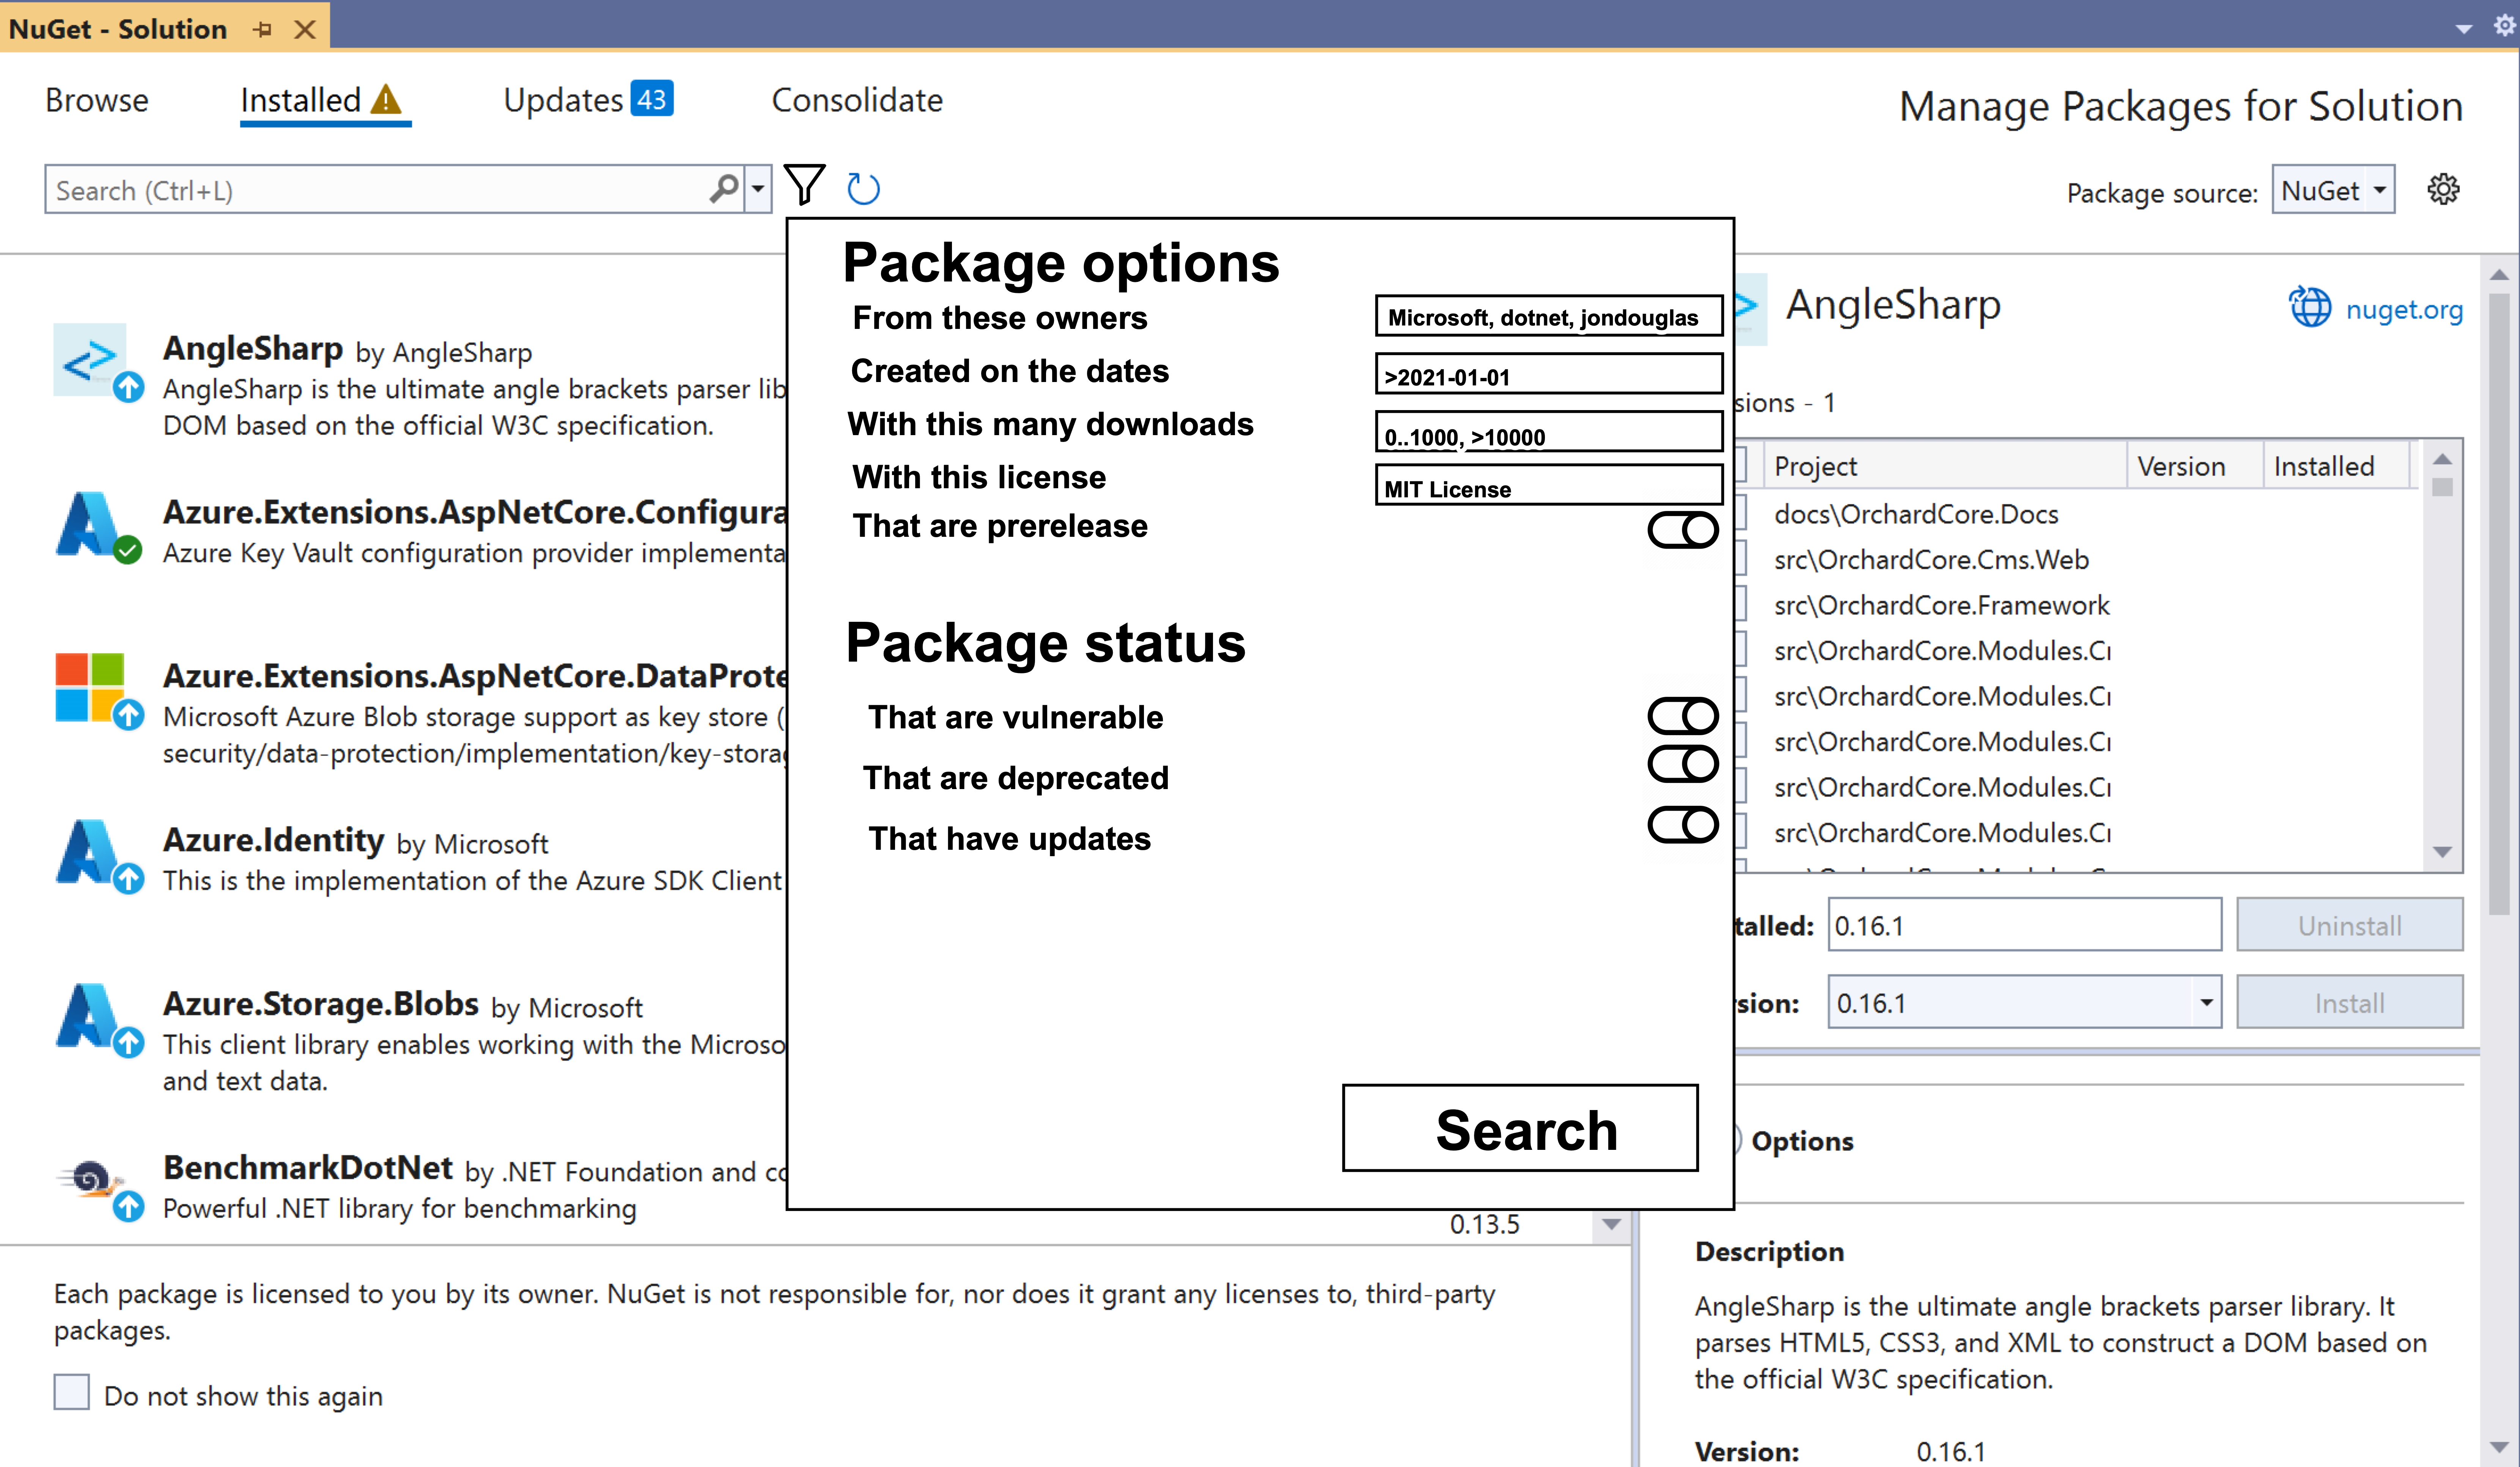 NuGet - Solution
Browse
Installed
Updates 43
Consolidate
Manage Packages for Solution
Search (Ctrl+L)
Package source: NuGet
AngleSharp by AngleSharp
AngleSharp is the ultimate angle brackets parser lib
DOM based on the official W3C specification.
Azure.Extensions.AspNetCore.Configura
Azure Key Vault configuration provider implementa
Azure.Extensions.AspNetCore.DataProte
Microsoft Azure Blob storage support as key store (
security/data-protection/implementation/key-storag
Azure.Identity by Microsoft
This is the implementation of the Azure SDK Client
Azure.Storage.Blobs by Microsoft
This client library enables working with the Microso
and text data.
BenchmarkDotNet by .NET Foundation and co
Powerful .NET library for benchmarking
0.13.5
Each package is licensed to you by its owner. NuGet is not responsible for, nor does it grant any licenses to, third-party
packages.
Do not show this again
Package options
From these owners Microsoft, dotnet, jondouglas
Created on the dates >2021-01-01
With this many downloads 0..1000, >10000
With this license MIT License
That are prerelease
Package status
That are vulnerable
That are deprecated
That have updates
Search
AngleSharp
nuget.org
sions - 1
Project Version Installed
docs\OrchardCore.Docs
src\OrchardCore.Cms.Web
src\OrchardCore.Framework
src\OrchardCore.Modules.Cr
src\OrchardCore.Modules.Cr
src\OrchardCore.Modules.Cr
src\OrchardCore.Modules.Cr
src\OrchardCore.Modules.Cr
talled: 0.16.1 Uninstall
sion: 0.16.1 Install
Options
Description
AngleSharp is the ultimate angle brackets parser library. It
parses HTML5, CSS3, and XML to construct a DOM based on
the official W3C specification.
Version: 0.16.1